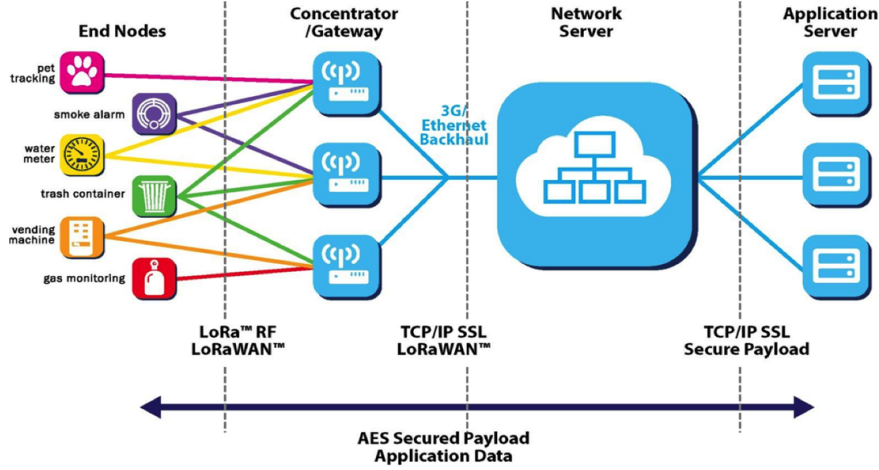 End Nodes
Concentrator
/Gateway
Network
Server
Application
Server
pet
tracking
smoke alarm
water
meter
trash container
vending
machine
gas monitoring
3G/
Ethernet
Backhaul
LoRa™ RF
LoRaWAN™
TCP/IP SSL
LoRaWAN™
TCP/IP SSL
Secure Payload
AES Secured Payload
Application Data